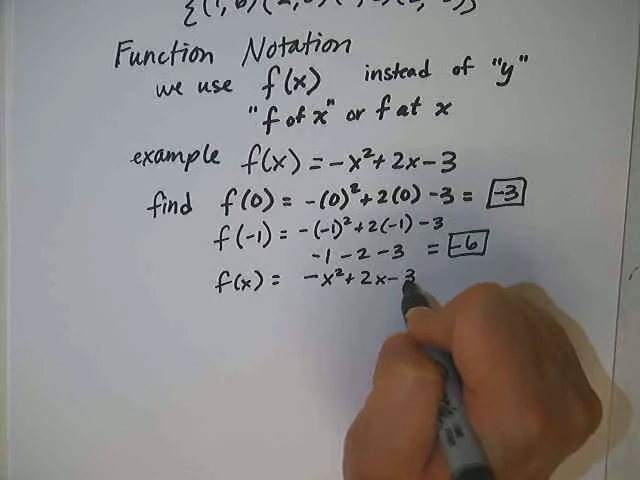 Function Notation
we use f(x) instead of "y"
"f of x" or f at x
example f(x) = -x²+2x-3
find f(0) = -(0)²+2(0)-3 = -3
f(-1) = -(-1)²+2(-1)-3
-1-2-3 = -6
f(x) = -x²+2x-3